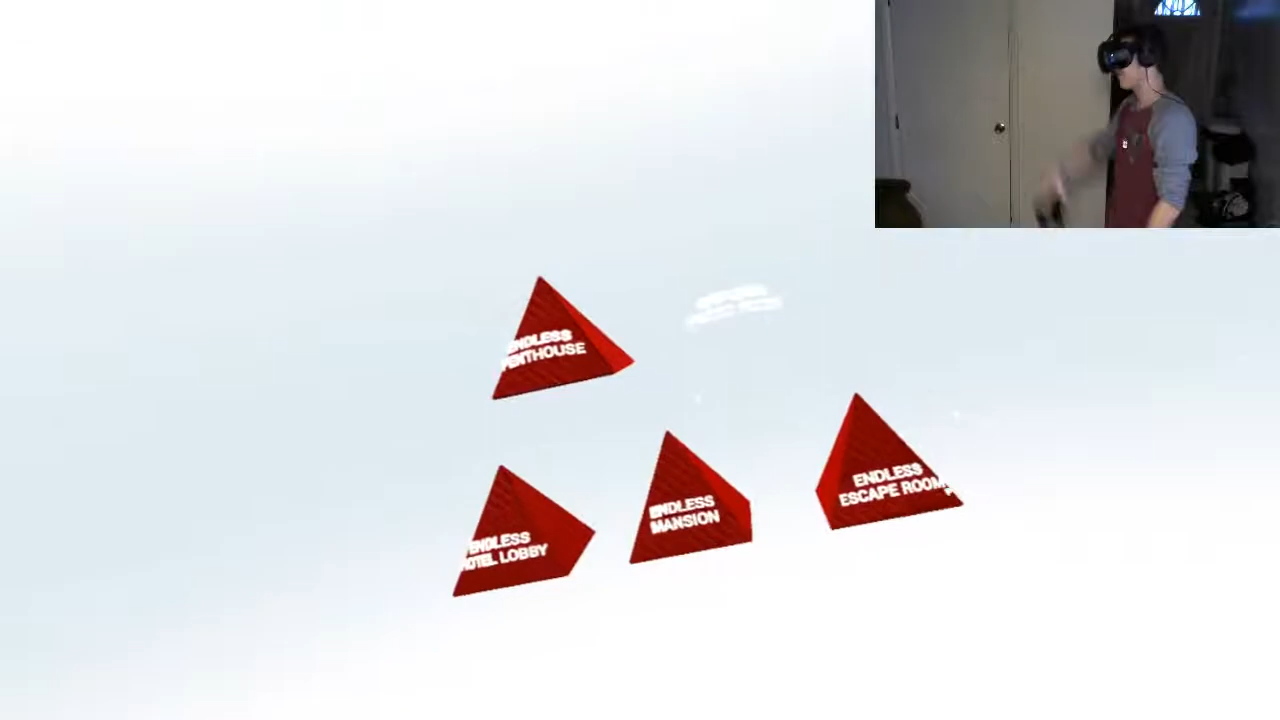 ENDLESS
PENTHOUSE
ENDLESS
ESCAPE ROOM
ENDLESS
MANSION
ENDLESS
HOTEL LOBBY